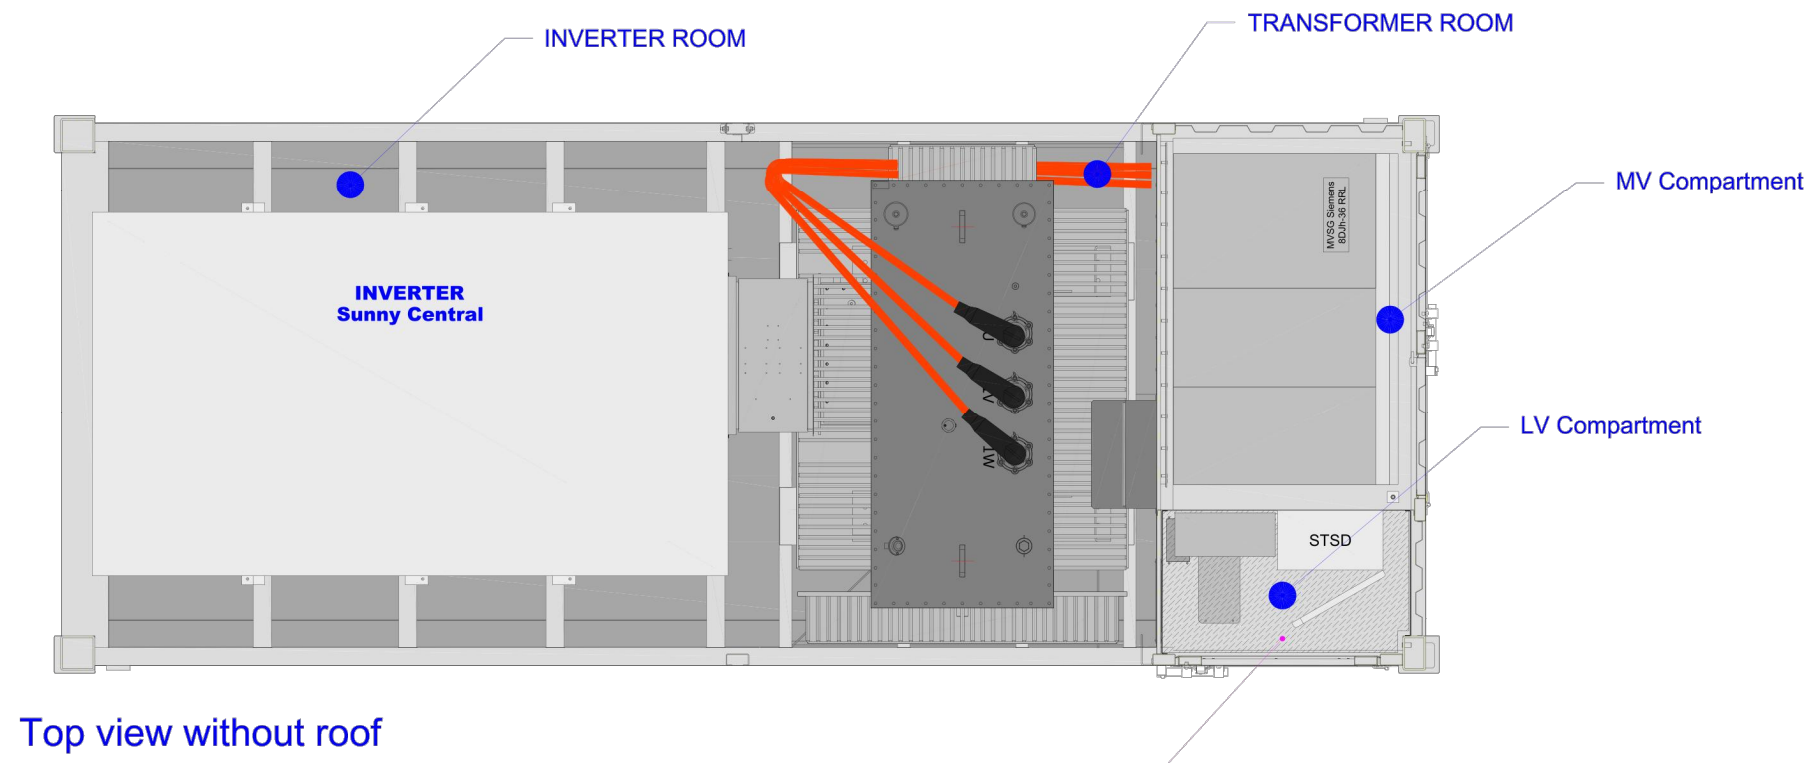 INVERTER ROOM
TRANSFORMER ROOM
MV Compartment
MVSG Siemens
8DJh-36 RRL
INVERTER
Sunny Central
1W
LV Compartment
STSD
Top view without roof